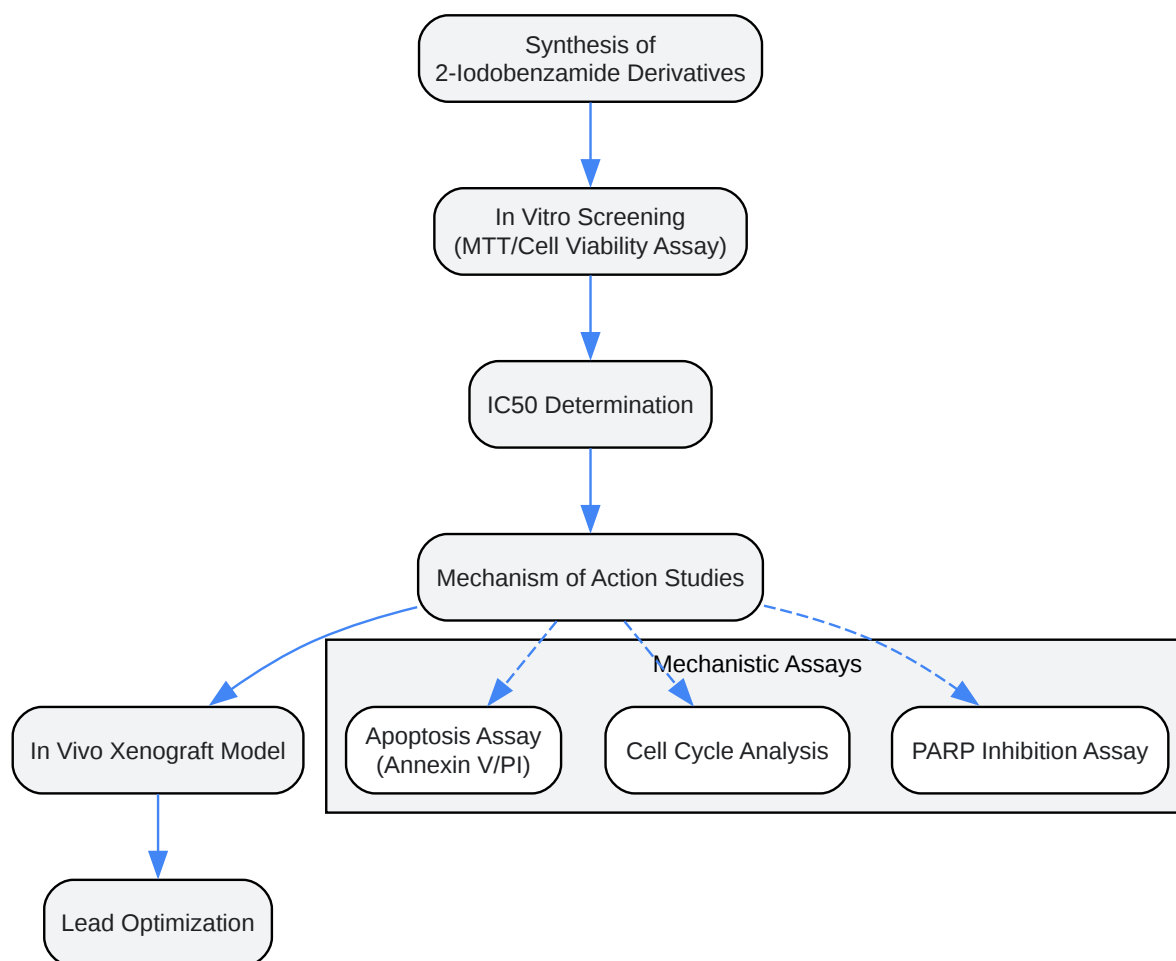 Synthesis of
2-Iodobenzamide Derivatives
In Vitro Screening
(MTT/Cell Viability Assay)
IC50 Determination
Mechanism of Action Studies
Mechanistic Assays
In Vivo Xenograft Model
Apoptosis Assay
(Annexin V/PI)
Cell Cycle Analysis
PARP Inhibition Assay
Lead Optimization